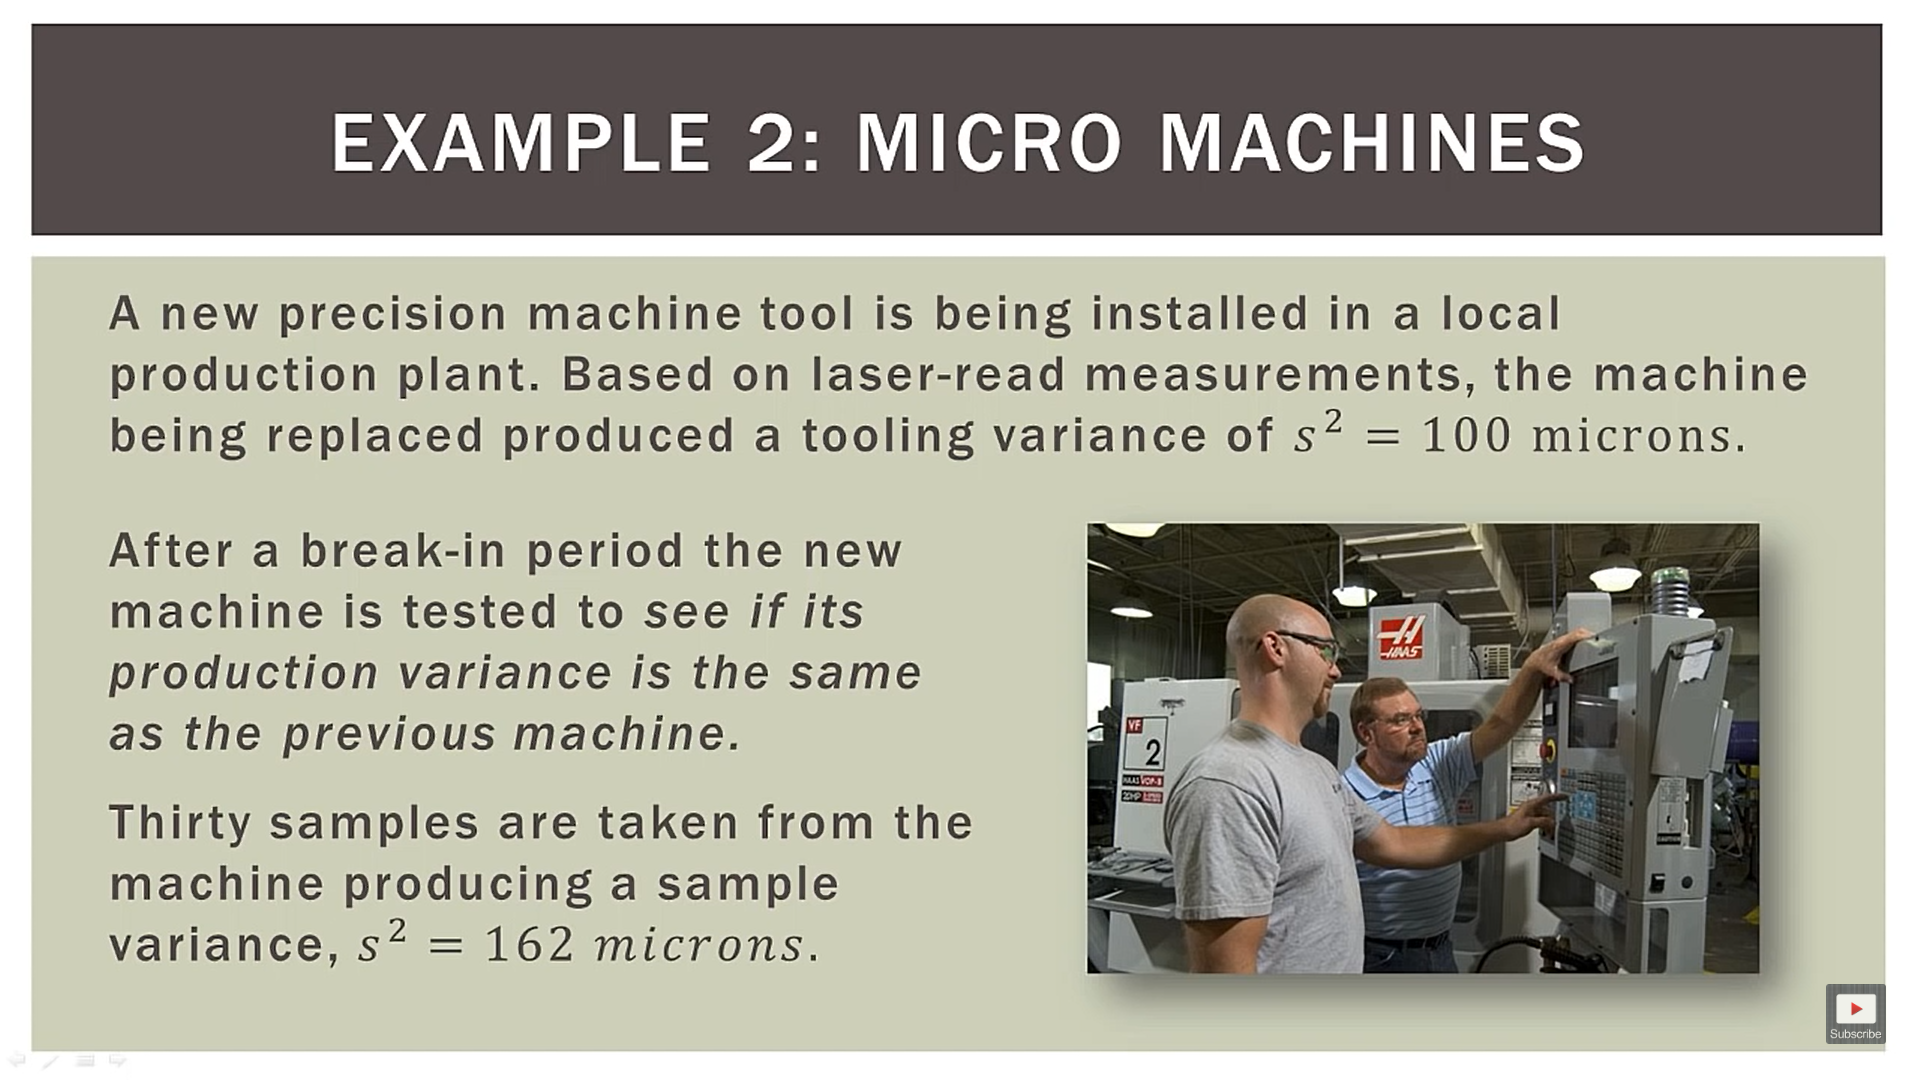 EXAMPLE 2: MICRO MACHINES
A new precision machine tool is being installed in a local
production plant. Based on laser-read measurements, the machine
being replaced produced a tooling variance of s² = 100 microns.
After a break-in period the new
machine is tested to see if its
production variance is the same
as the previous machine.
Thirty samples are taken from the
machine producing a sample
variance, s² = 162 microns.
HAAS
VF
2
HAAS VOP-B
20HP
Subscribe